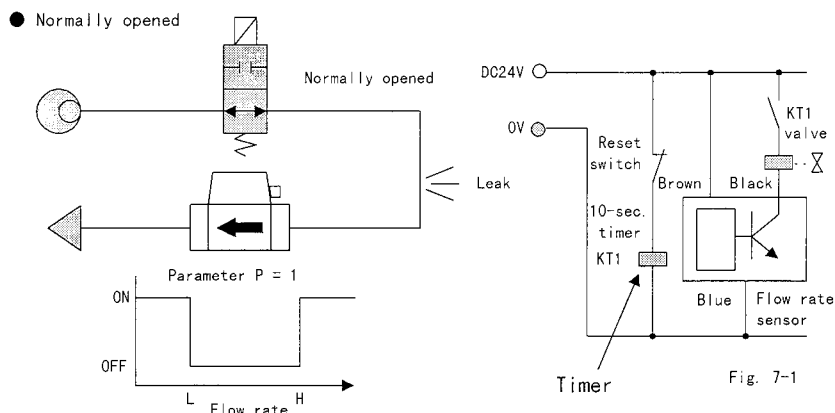 ● Normally opened
Normally opened
Leak
Parameter P = 1
ON
OFF
L
H
Flow rate
DC24V
0V
Reset
switch
Brown
Black
KT1
valve
10-sec.
timer
KT1
Blue
Flow rate
sensor
Timer
Fig. 7-1